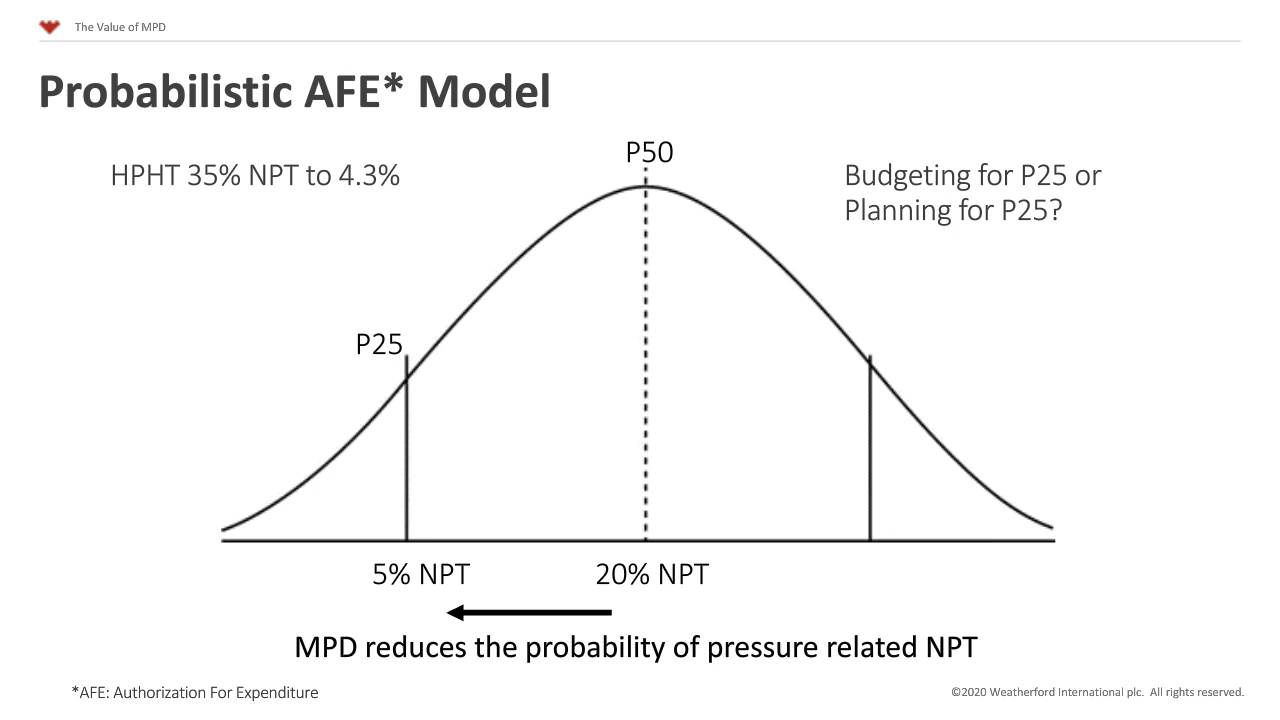 The Value of MPD
Probabilistic AFE* Model
HPHT 35% NPT to 4.3%
P50
Budgeting for P25 or
Planning for P25?
P25
5% NPT
20% NPT
MPD reduces the probability of pressure related NPT
*AFE: Authorization For Expenditure
©2020 Weatherford International plc. All rights reserved.